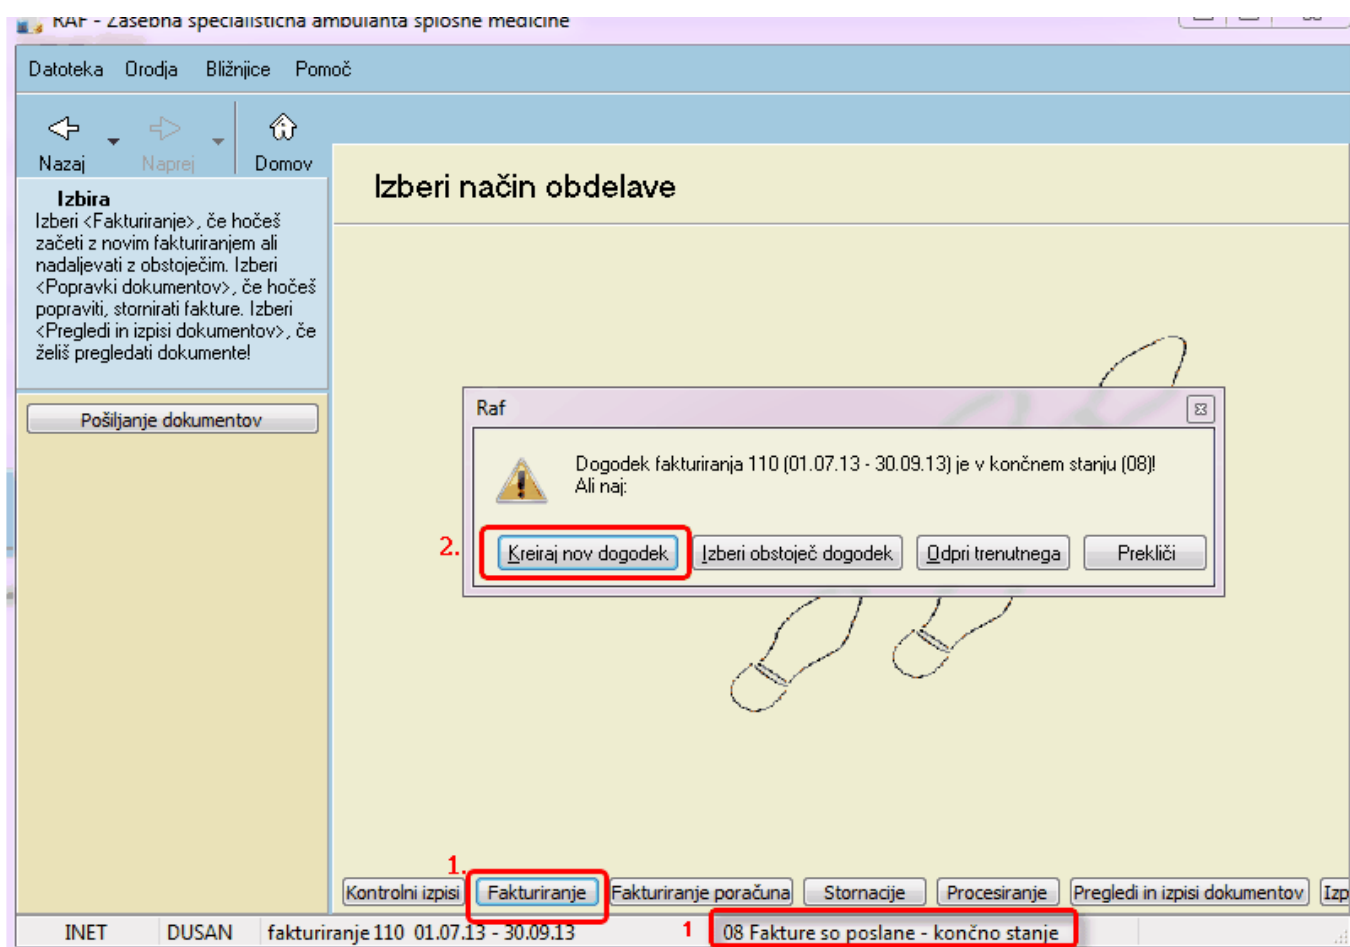 RAF - Zasebna specialistična ambulanta splošne medicine
Datoteka Orodja Bližnjice Pomoč
Nazaj Naprej Domov
Izbira
Izberi <Fakturiranje>, če hočeš
začeti z novim fakturiranjem ali
nadaljevati z obstoječim. Izberi
<Popravki dokumentov>, če hočeš
popraviti, stornirati fakture. Izberi
<Pregledi in izpisi dokumentov>, če
želiš pregledati dokumente!
Pošiljanje dokumentov
Izberi način obdelave
Raf
Dogodek fakturiranja 110 (01.07.13 - 30.09.13) je v končnem stanju (08)!
Ali naj:
2.
Kreiraj nov dogodek Izberi obstoječ dogodek Odpri trenutnega Prekliči
1.
Kontrolni izpisi Fakturiranje Fakturiranje poračuna Stornacije Procesiranje Pregledi in izpisi dokumentov Izp
INET DUSAN fakturiranje 110 01.07.13 - 30.09.13 1 08 Fakture so poslane - končno stanje